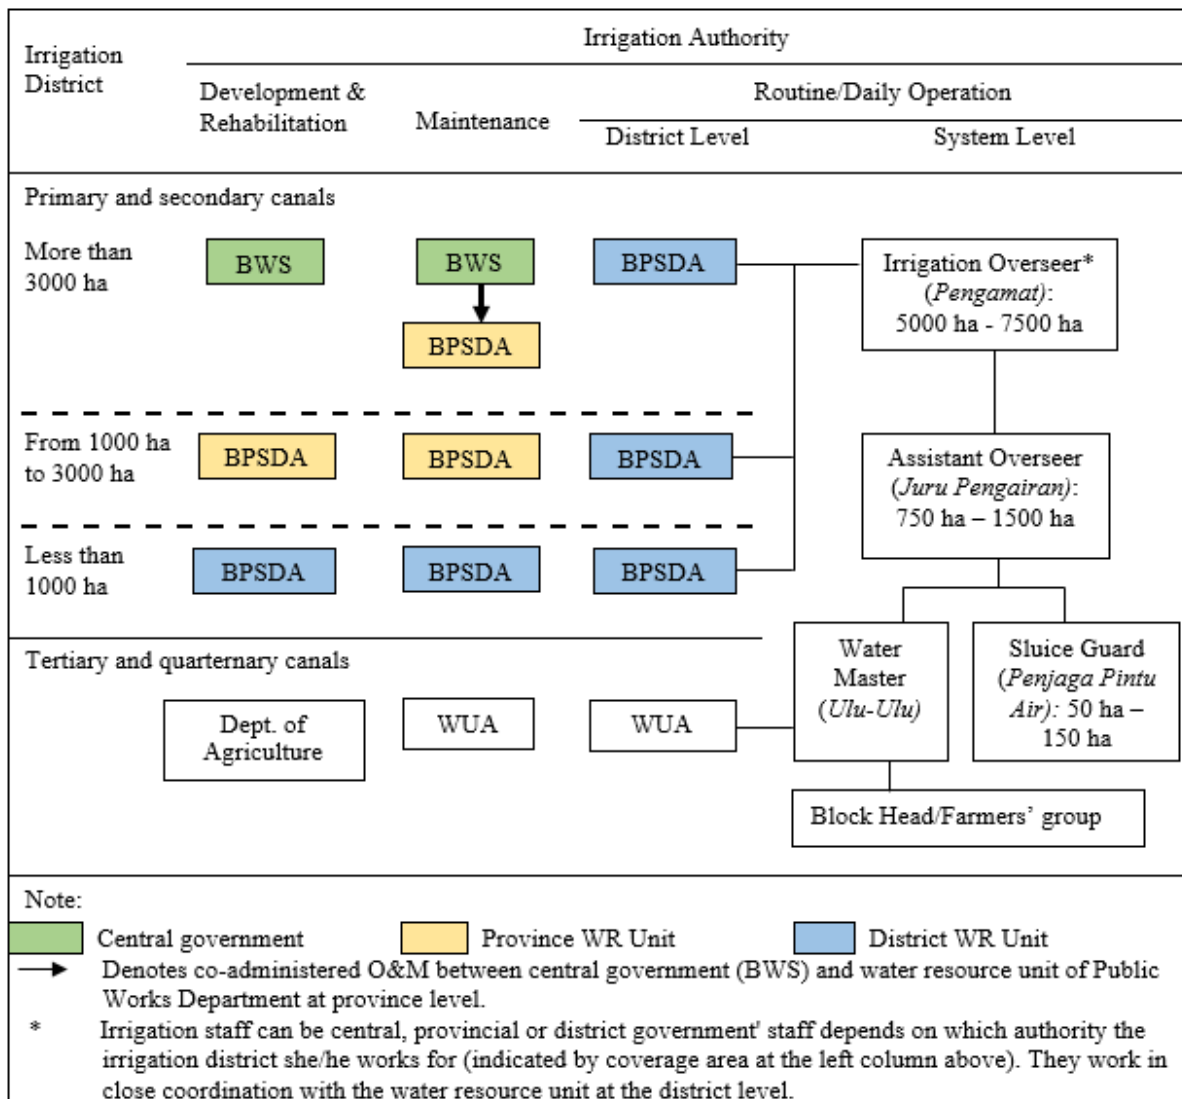 Irrigation Authority
Irrigation
District
Development &
Rehabilitation
Maintenance
Routine/Daily Operation
District Level
System Level
Primary and secondary canals
More than
3000 ha
BWS
BWS
BPSDA
BPSDA
Irrigation Overseer*
(Pengamat):
5000 ha - 7500 ha
From 1000 ha
to 3000 ha
BPSDA
BPSDA
BPSDA
Assistant Overseer
(Juru Pengairan):
750 ha – 1500 ha
Less than
1000 ha
BPSDA
BPSDA
BPSDA
Water
Master
(Ulu-Ulu)
Sluice Guard
(Penjaga Pintu
Air): 50 ha –
150 ha
Tertiary and quarternary canals
Dept. of
Agriculture
WUA
WUA
Block Head/Farmers’ group
Note:
Central government
Province WR Unit
District WR Unit
Denotes co-administered O&M between central government (BWS) and water resource unit of Public
Works Department at province level.
* Irrigation staff can be central, provincial or district government' staff depends on which authority the
irrigation district she/he works for (indicated by coverage area at the left column above). They work in
close coordination with the water resource unit at the district level.